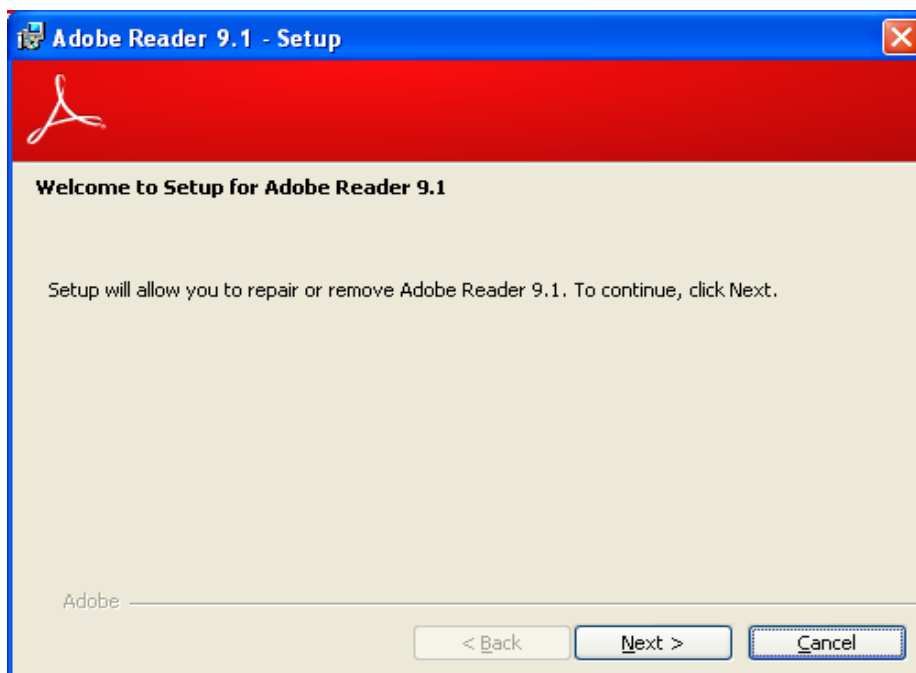 Adobe Reader 9.1 - Setup
Welcome to Setup for Adobe Reader 9.1
Setup will allow you to repair or remove Adobe Reader 9.1. To continue, click Next.
Adobe
< Back Next > Cancel